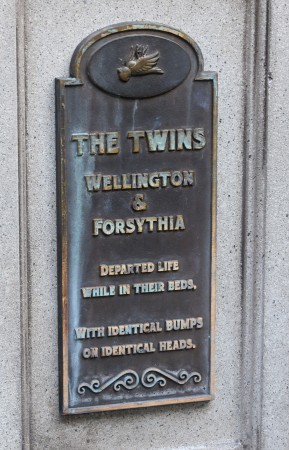 THE TWINS
WELLINGTON
&
FORSYTHIA
DEPARTED LIFE
WHILE IN THEIR BEDS,
WITH IDENTICAL BUMPS
ON IDENTICAL HEADS.